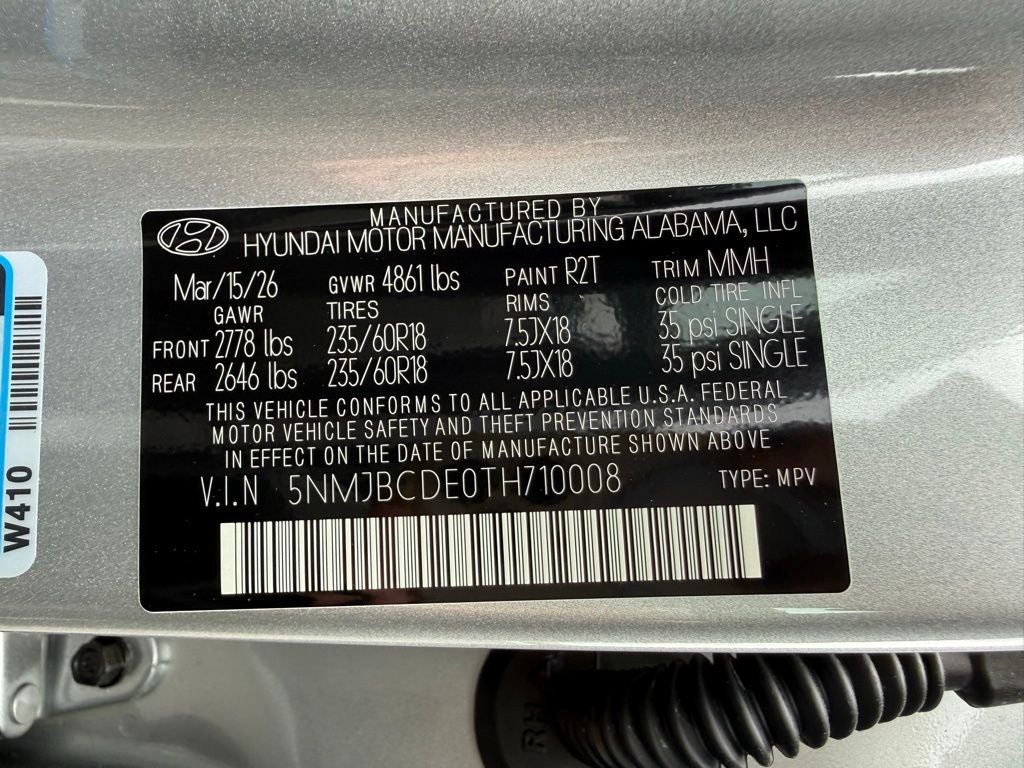 MANUFACTURED BY
HYUNDAI MOTOR MANUFACTURING ALABAMA, LLC
Mar/15/26 GVWR 4861 lbs PAINT R2T TRIM MMH
GAWR TIRES RIMS COLD TIRE INFL
FRONT 2778 lbs 235/60R18 7.5JX18 35 psi SINGLE
REAR 2646 lbs 235/60R18 7.5JX18 35 psi SINGLE
THIS VEHICLE CONFORMS TO ALL APPLICABLE U.S.A. FEDERAL
MOTOR VEHICLE SAFETY AND THEFT PREVENTION STANDARDS
IN EFFECT ON THE DATE OF MANUFACTURE SHOWN ABOVE
V.I.N 5NMJBCDE0TH710008 TYPE: MPV
W410
RH